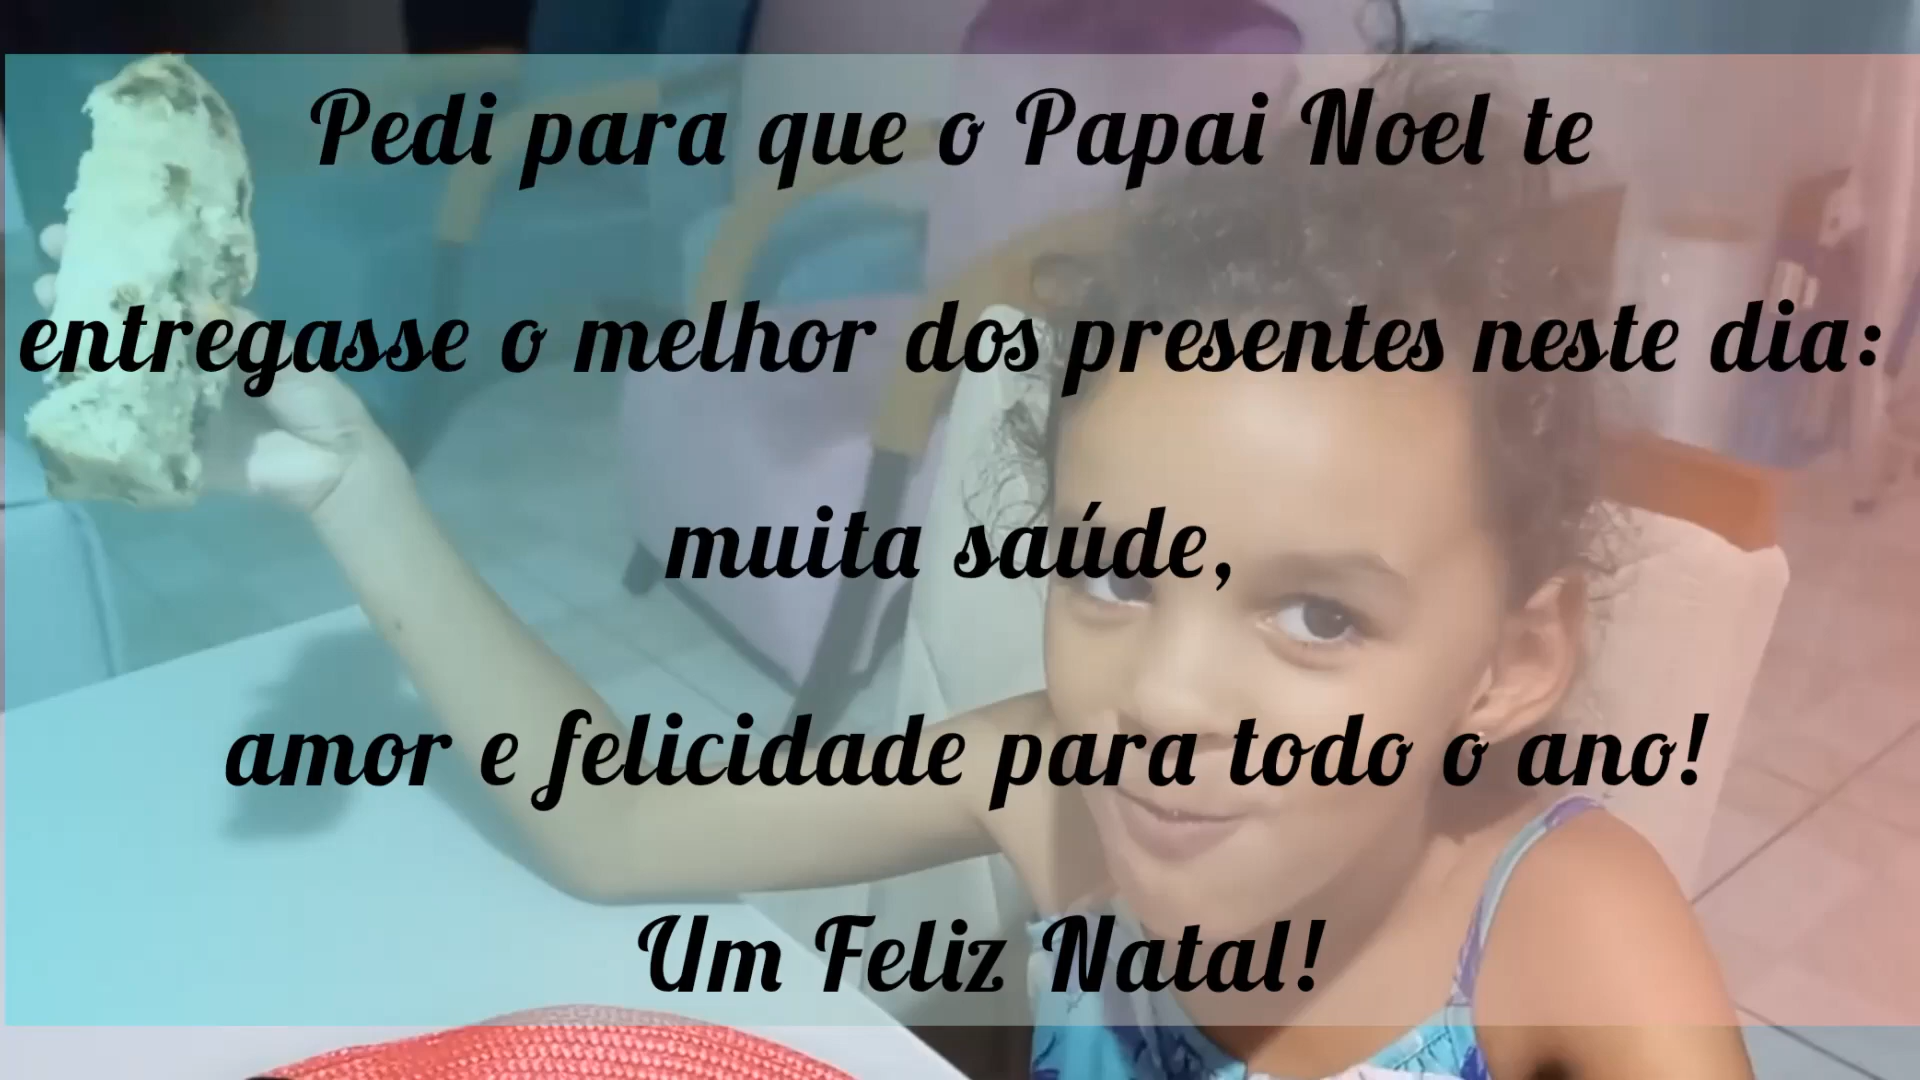 Pedi para que o Papai Noel te
entregasse o melhor dos presentes neste dia:
muita saúde,
amor e felicidade para todo o ano!
Um Feliz Natal!